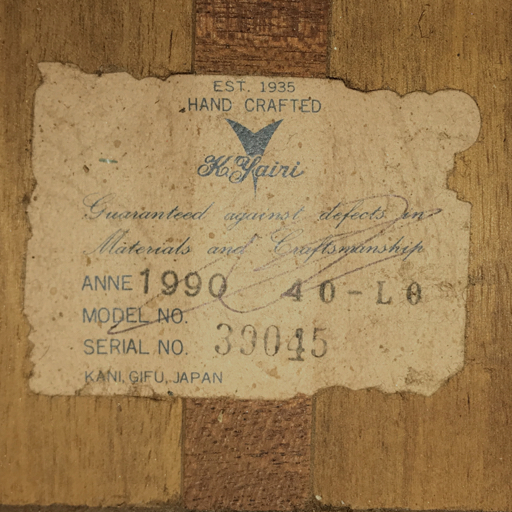 EST. 1935
HAND CRAFTED
K.Yairi
Guaranteed against defects in
Materials and Craftsmanship
ANNE 1990 40-L0
MODEL NO.
SERIAL NO. 39045
KANI, GIFU, JAPAN